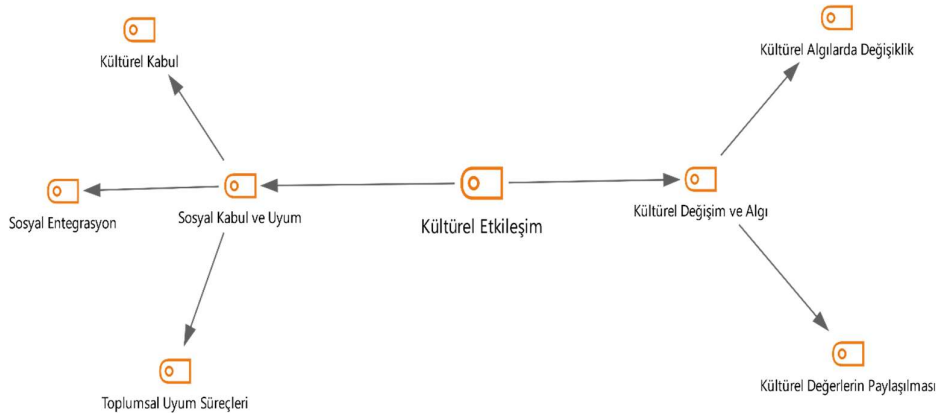 Kültürel Kabul
Kültürel Algılarda Değişiklik
Sosyal Entegrasyon
Sosyal Kabul ve Uyum
Kültürel Etkileşim
Kültürel Değişim ve Algı
Toplumsal Uyum Süreçleri
Kültürel Değerlerin Paylaşılması